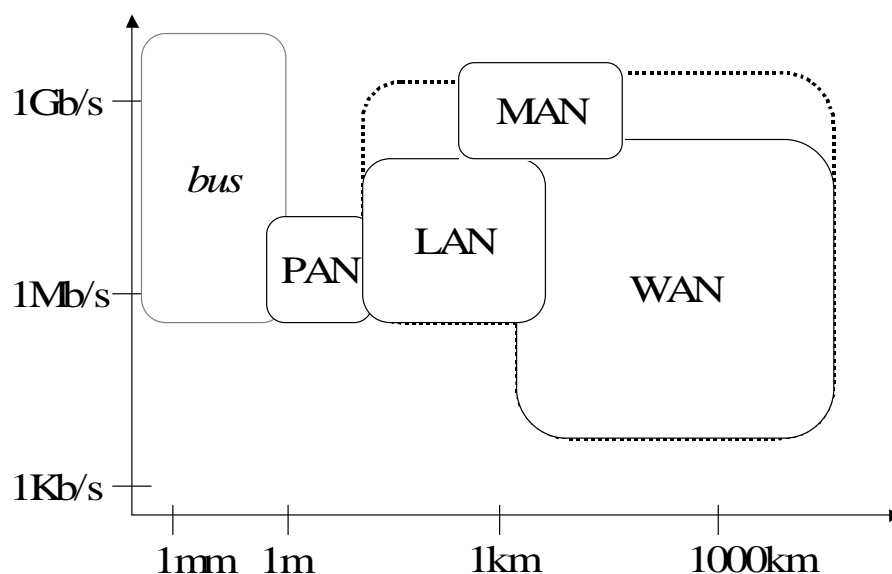 1Gb/s
MAN
bus
LAN
PAN
1Mb/s
WAN
1Kb/s
1mm 1m 1km 1000km